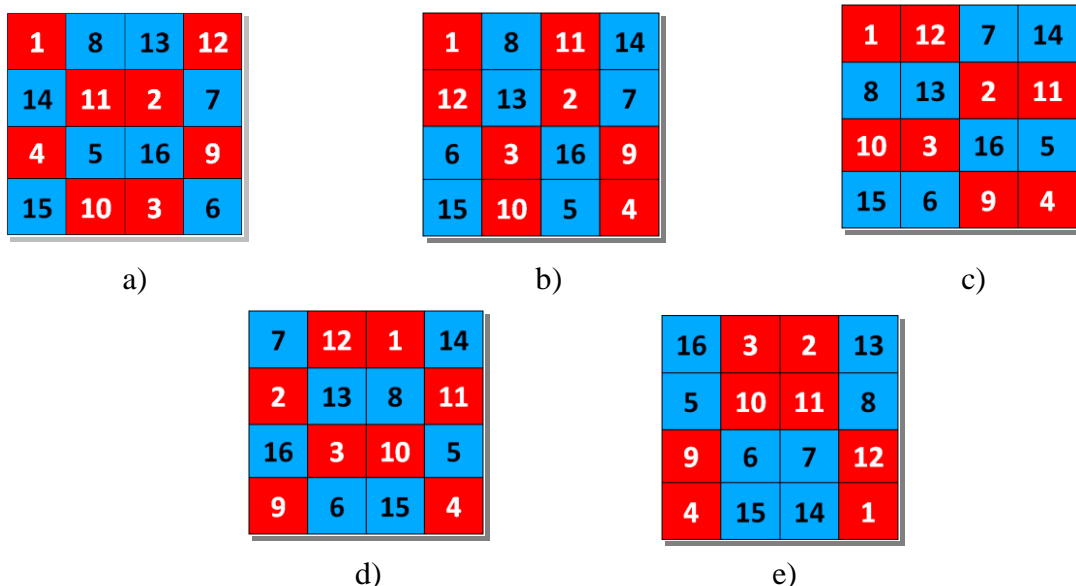 1 8 13 12
14 11 2 7
4 5 16 9
15 10 3 6
a)
1 8 11 14
12 13 2 7
6 3 16 9
15 10 5 4
b)
1 12 7 14
8 13 2 11
10 3 16 5
15 6 9 4
c)
7 12 1 14
2 13 8 11
16 3 10 5
9 6 15 4
d)
16 3 2 13
5 10 11 8
9 6 7 12
4 15 14 1
e)